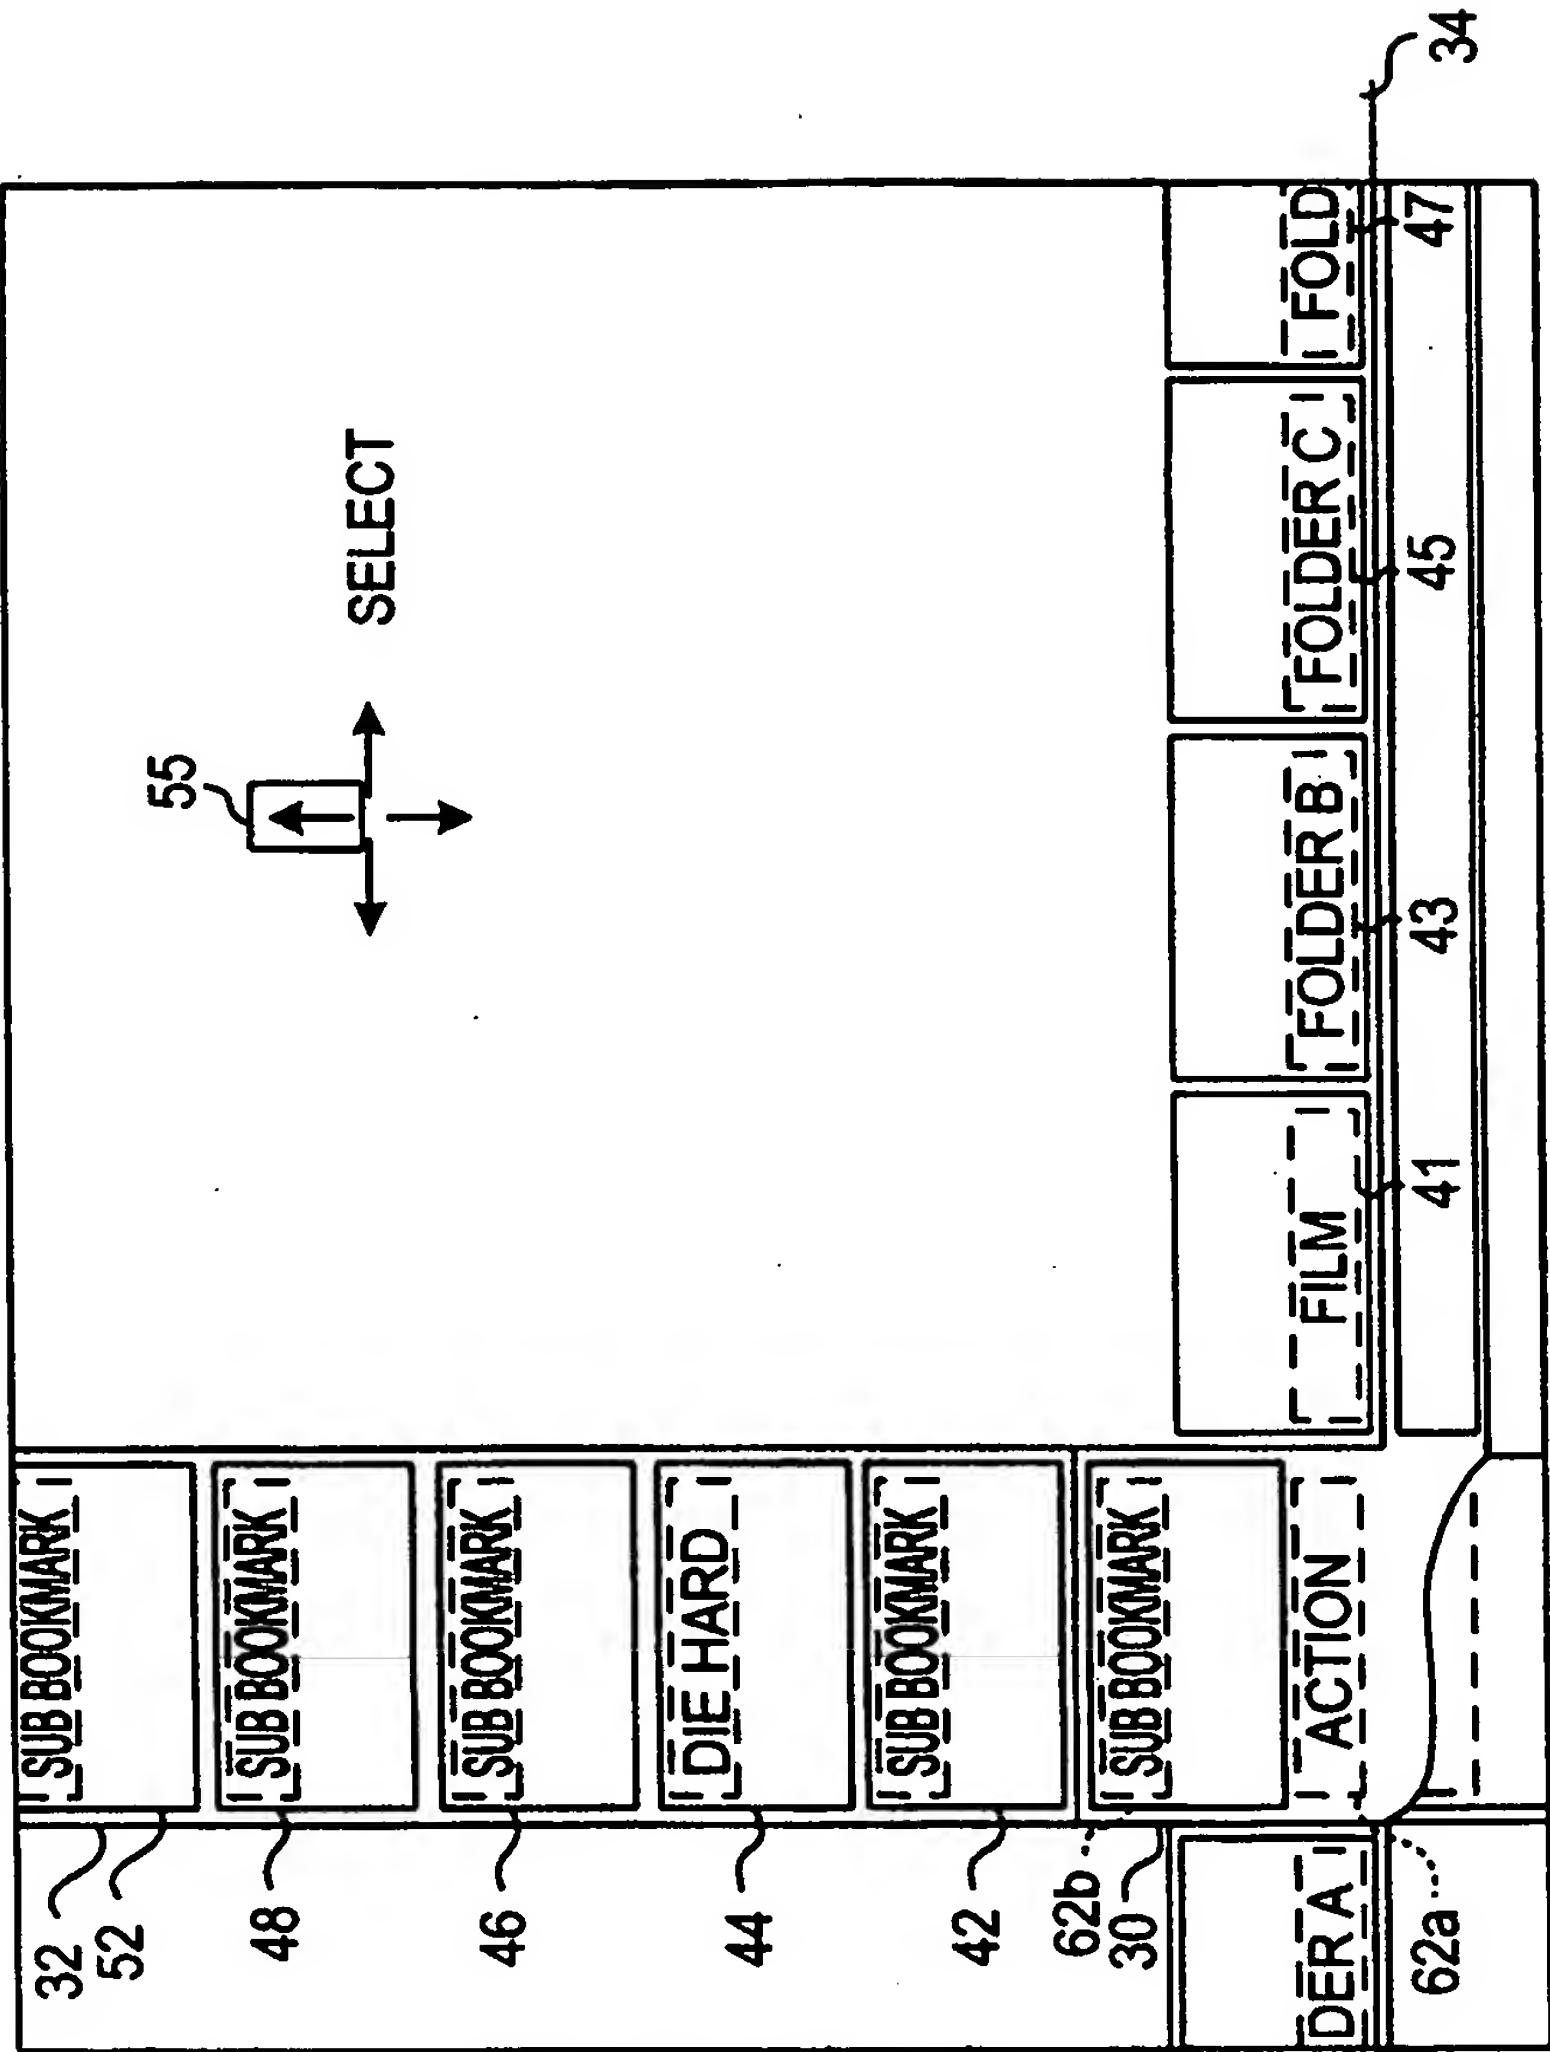 32 SUB BOOKMARK
52
55
48 SUB BOOKMARK
SELECT
46 SUB BOOKMARK
44 DIE HARD
42 SUB BOOKMARK
62b
30 SUB BOOKMARK
DER A ACTION FILM FOLDER B FOLDER C FOLD
62a 41 43 45 47 34